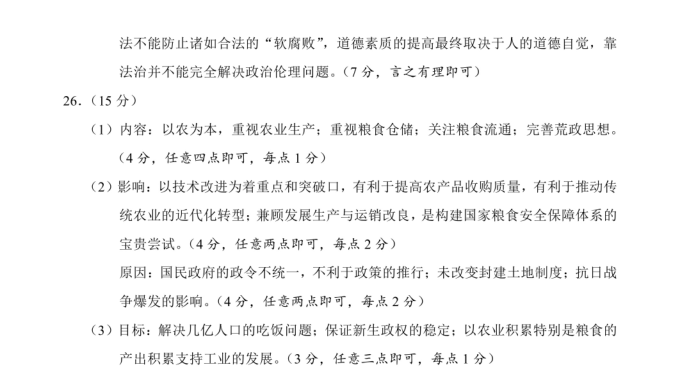 法不能防止诸如合法的“软腐败”，道德素质的提高最终取决于人的道德自觉，靠
法治并不能完全解决政治伦理问题。（7 分，言之有理即可）
26.（15 分）
（1）内容：以农为本，重视农业生产；重视粮食仓储；关注粮食流通；完善荒政思想。
（4 分，任意四点即可，每点 1 分）
（2）影响：以技术改进为着重点和突破口，有利于提高农产品收购质量，有利于推动传
统农业的近代化转型；兼顾发展生产与运销改良，是构建国家粮食安全保障体系的
宝贵尝试。（4 分，任意两点即可，每点 2 分）
原因：国民政府的政令不统一，不利于政策的推行；未改变封建土地制度；抗日战
争爆发的影响。（4 分，任意两点即可，每点 2 分）
（3）目标：解决几亿人口的吃饭问题；保证新生政权的稳定；以农业积累特别是粮食的
产出积累支持工业的发展。（3 分，任意三点即可，每点 1 分）